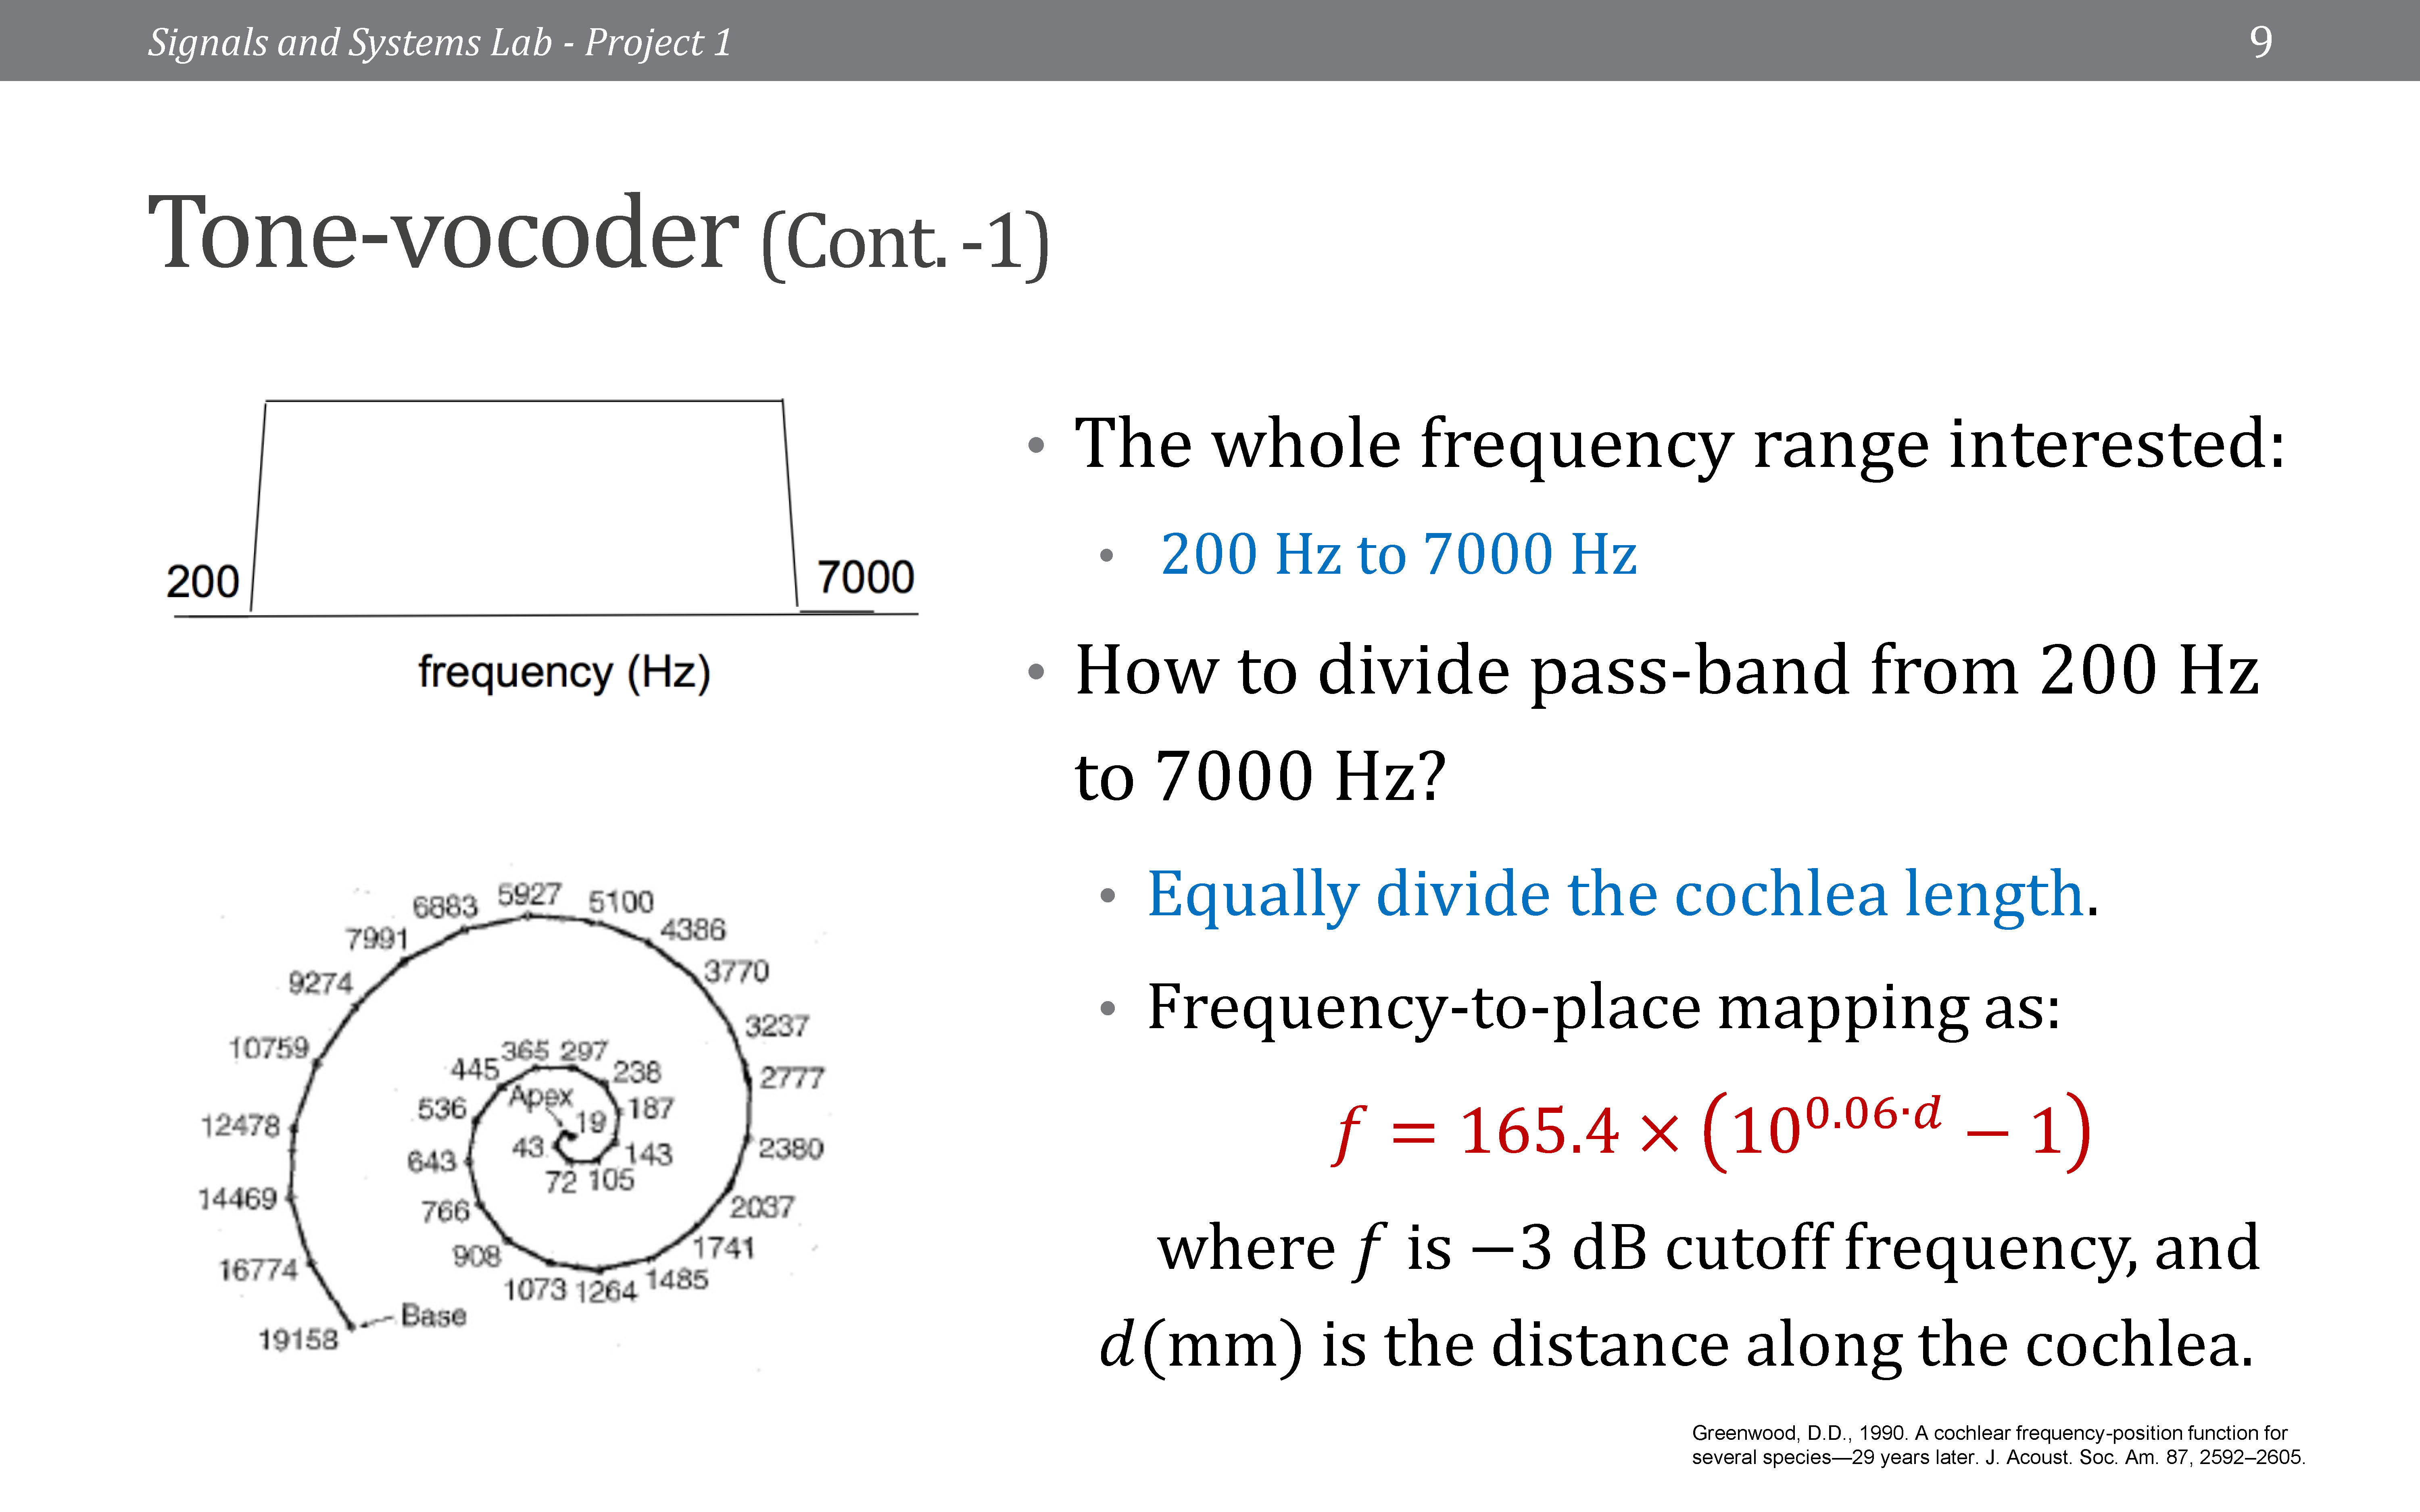 Signals and Systems Lab - Project 1
9
Tone-vocoder (Cont. -1)
200
7000
frequency (Hz)
6883 5927 5100
7991 4386
9274 3770
10759 3237
365 297
445 238 2777
Apex
536 19 187
12478
43 143 2380
643
72 105
14469 766 2037
908 1741
16774 1073 1264 1485
Base
19158
• The whole frequency range interested:
• 200 Hz to 7000 Hz
• How to divide pass-band from 200 Hz
to 7000 Hz?
• Equally divide the cochlea length.
• Frequency-to-place mapping as:
f = 165.4 × (10^{0.06·d} − 1)
where f is −3 dB cutoff frequency, and
d(mm) is the distance along the cochlea.
Greenwood, D.D., 1990. A cochlear frequency-position function for
several species—29 years later. J. Acoust. Soc. Am. 87, 2592–2605.